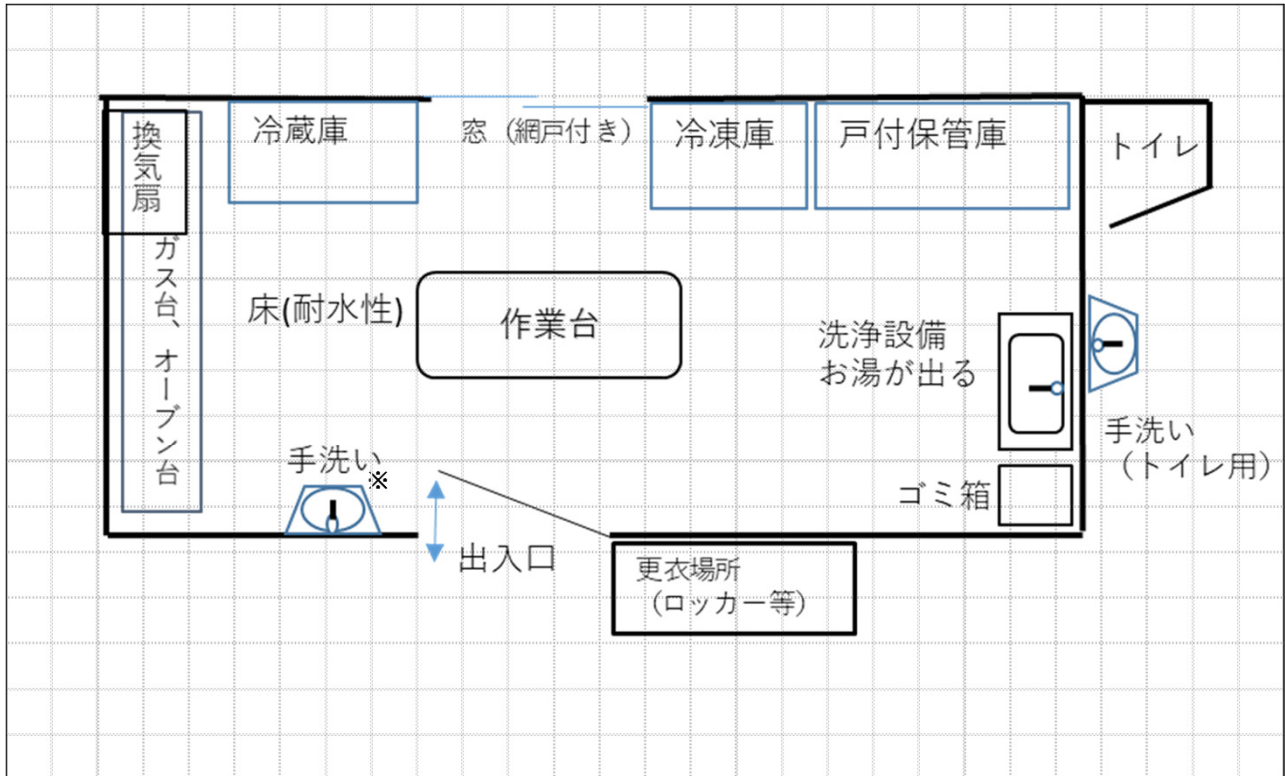 換気扇
冷蔵庫
窓（網戸付き）
冷凍庫
戸付保管庫
トイレ
ガス台、オーブン台
床(耐水性)
作業台
洗浄設備
お湯が出る
手洗い
（トイレ用）
手洗い
※
ゴミ箱
出入口
更衣場所
（ロッカー等）